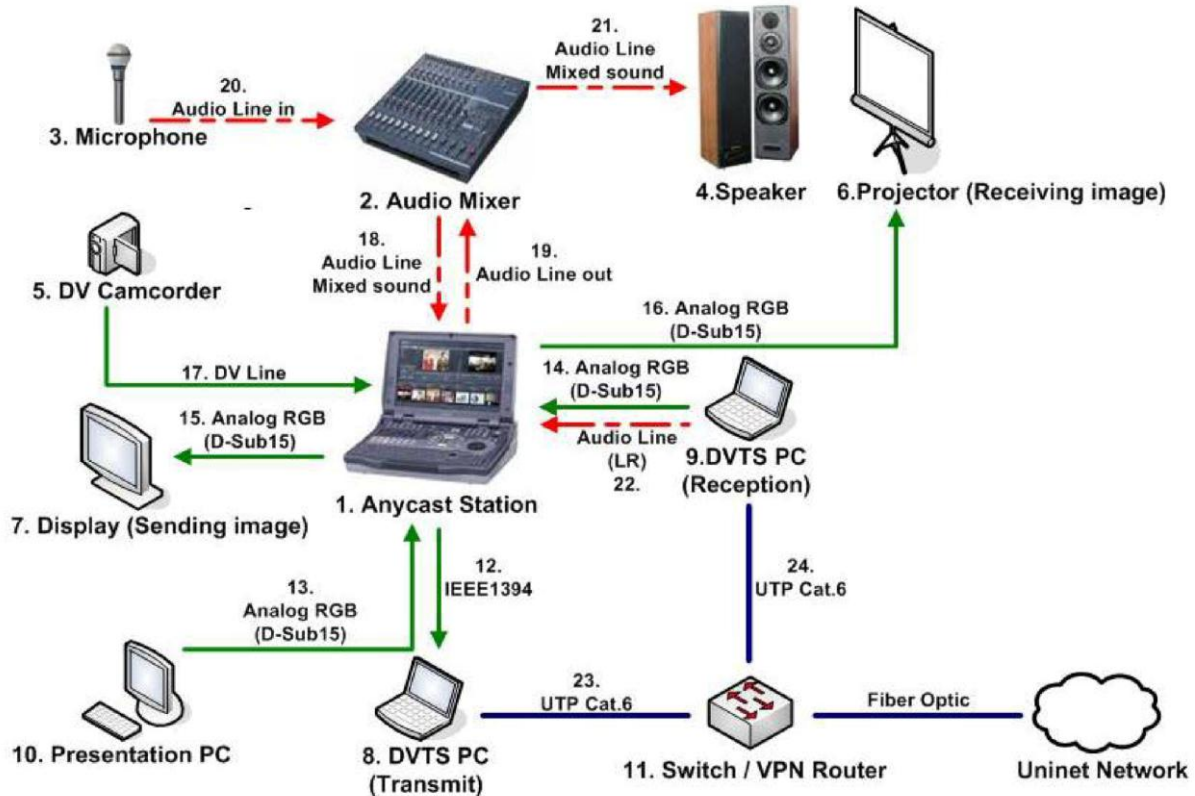 21.
Audio Line
Mixed sound
20.
Audio Line in
3. Microphone
2. Audio Mixer
4.Speaker
6.Projector (Receiving image)
18.
Audio Line
Mixed sound
19.
Audio Line out
5. DV Camcorder
16. Analog RGB
(D-Sub15)
17. DV Line
14. Analog RGB
(D-Sub15)
15. Analog RGB
(D-Sub15)
Audio Line
(LR)
22.
9.DVTS PC
(Reception)
1. Anycast Station
7. Display (Sending image)
12.
IEEE1394
13.
Analog RGB
(D-Sub15)
24.
UTP Cat.6
23.
UTP Cat.6
Fiber Optic
10. Presentation PC
8. DVTS PC
(Transmit)
11. Switch / VPN Router
Uninet Network